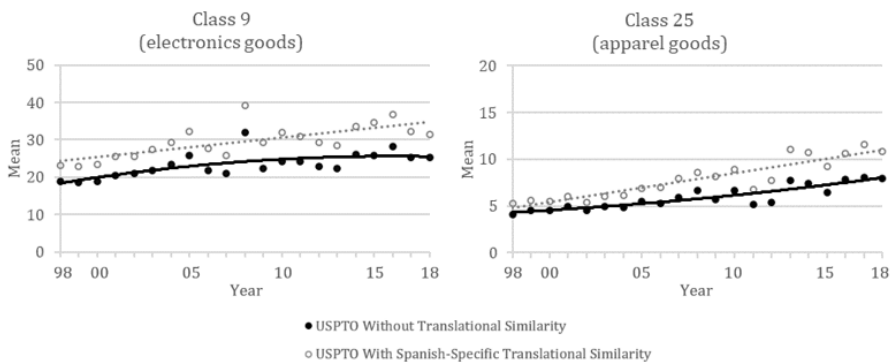 Class 9
(electronics goods)
50
40
30
20
10
0
Mean
98 00 05 10 15 18
Year
Class 25
(apparel goods)
20
15
10
5
0
Mean
98 00 05 10 15 18
Year
USPTO Without Translational Similarity
USPTO With Spanish-Specific Translational Similarity